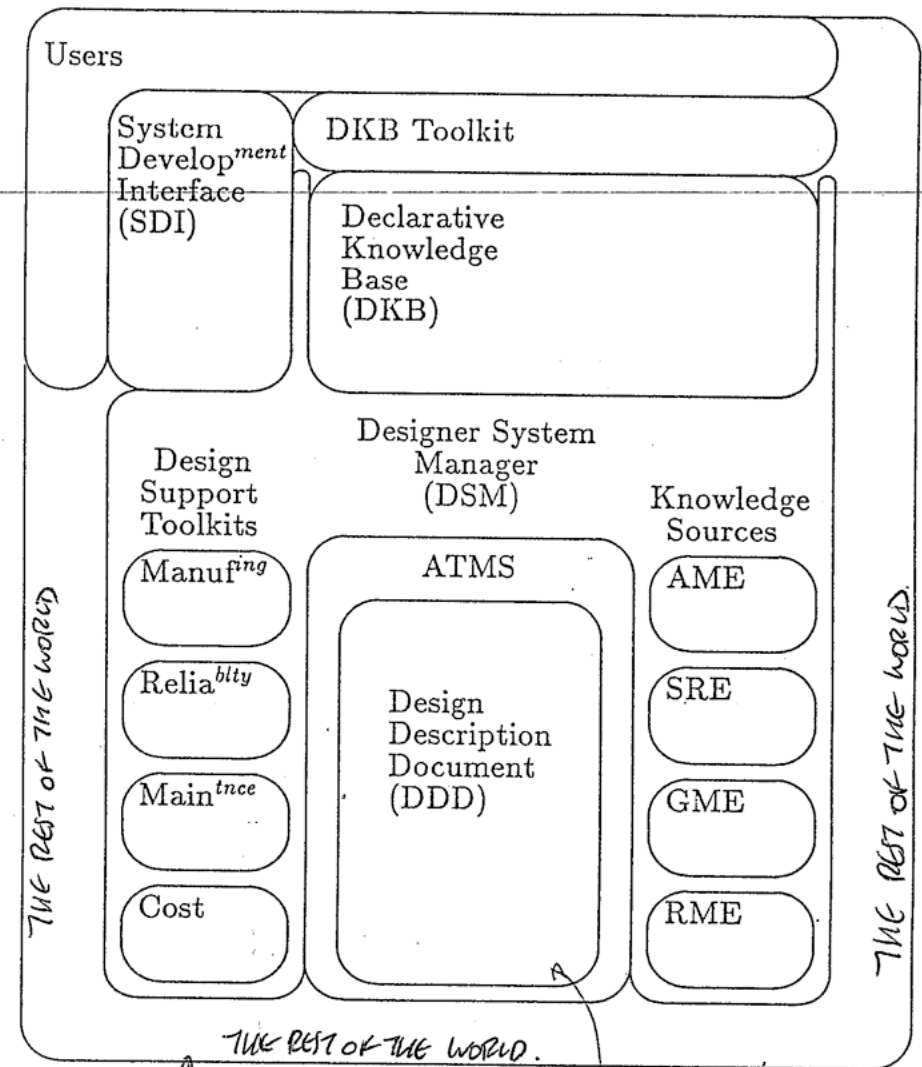 Users
System
Development
Interface
(SDI)
DKB Toolkit
Declarative
Knowledge
Base
(DKB)
Designer System
Manager
(DSM)
Design
Support
Toolkits
Manufing
Reliablty
Maintnce
Cost
ATMS
Design
Description
Document
(DDD)
Knowledge
Sources
AME
SRE
GME
RME
THE REST OF THE WORLD
THE REST OF THE WORLD.
THE REST OF THE WORLD.